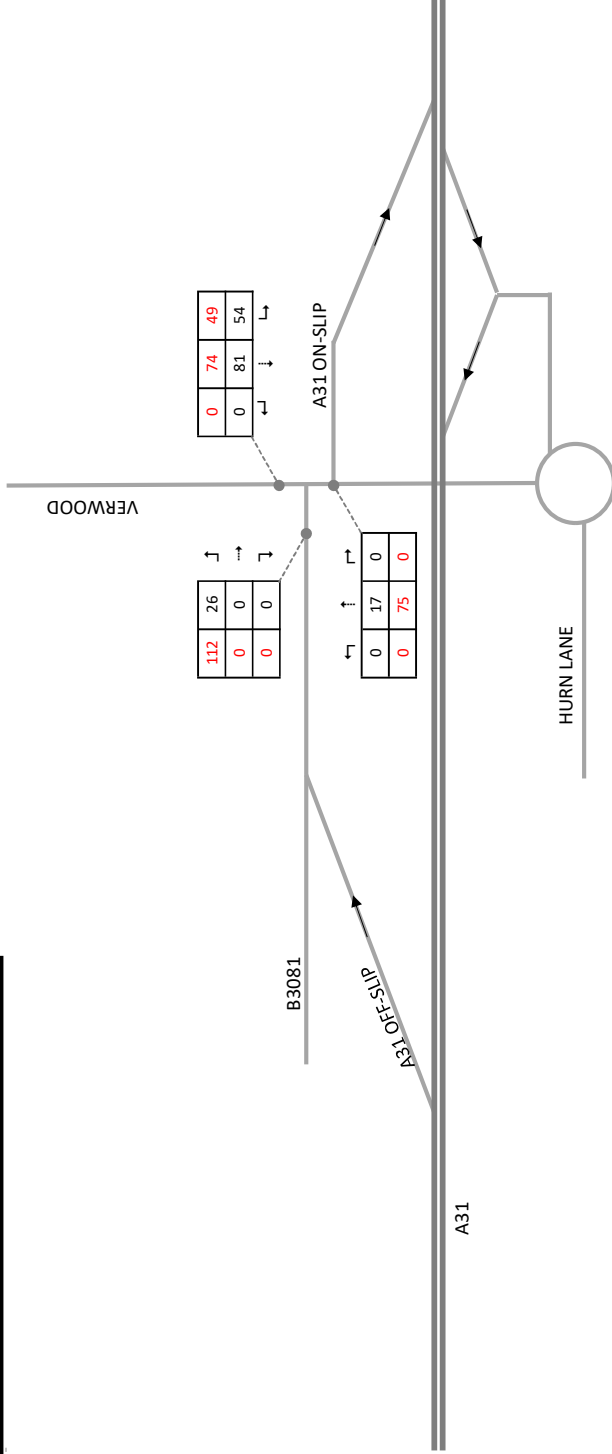 VERWOOD
0 74 49
0 81 54
112 26
0 0
0 0
A31 ON-SLIP
0 17 0
0 75 0
B3081
A31 OFF-SLIP
A31
HURN LANE